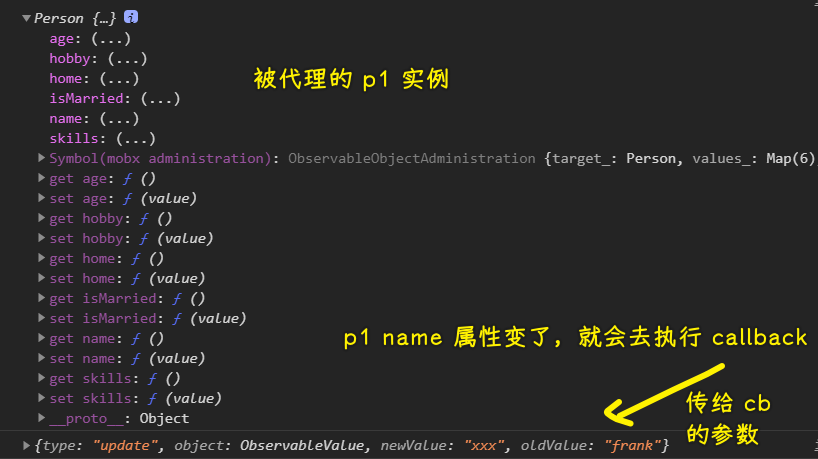 Person {…} i
age: (...)
hobby: (...)
home: (...)
isMarried: (...)
name: (...)
skills: (...)
被代理的 p1 实例
Symbol(mobx administration): ObservableObjectAdministration {target_: Person, values_: Map(6)
get age: ƒ ()
set age: ƒ (value)
get hobby: ƒ ()
set hobby: ƒ (value)
get home: ƒ ()
set home: ƒ (value)
get isMarried: ƒ ()
set isMarried: ƒ (value)
get name: ƒ ()
set name: ƒ (value)
p1 name 属性变了，就会去执行 callback
get skills: ƒ ()
set skills: ƒ (value)
__proto__: Object
传给 cb
的参数
{type: "update", object: ObservableValue, newValue: "xxx", oldValue: "frank"}